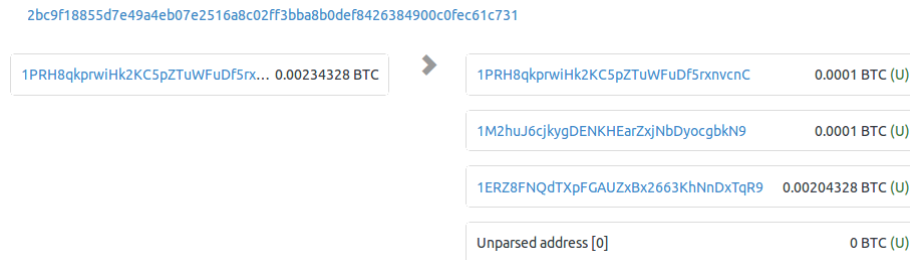 2bc9f18855d7e49a4eb07e2516a8c02ff3bba8b0def8426384900c0fec61c731
1PRH8qkprwiHk2KC5pZTuWFuDf5rx... 0.00234328 BTC
1PRH8qkprwiHk2KC5pZTuWFuDf5rxnvcnC 0.0001 BTC (U)
1M2huJ6cjkygDENKHEarZxjNbDyocgbkN9 0.0001 BTC (U)
1ERZ8FNQdTXpFGAUZxBx2663KhNnDxTqR9 0.00204328 BTC (U)
Unparsed address [0] 0 BTC (U)